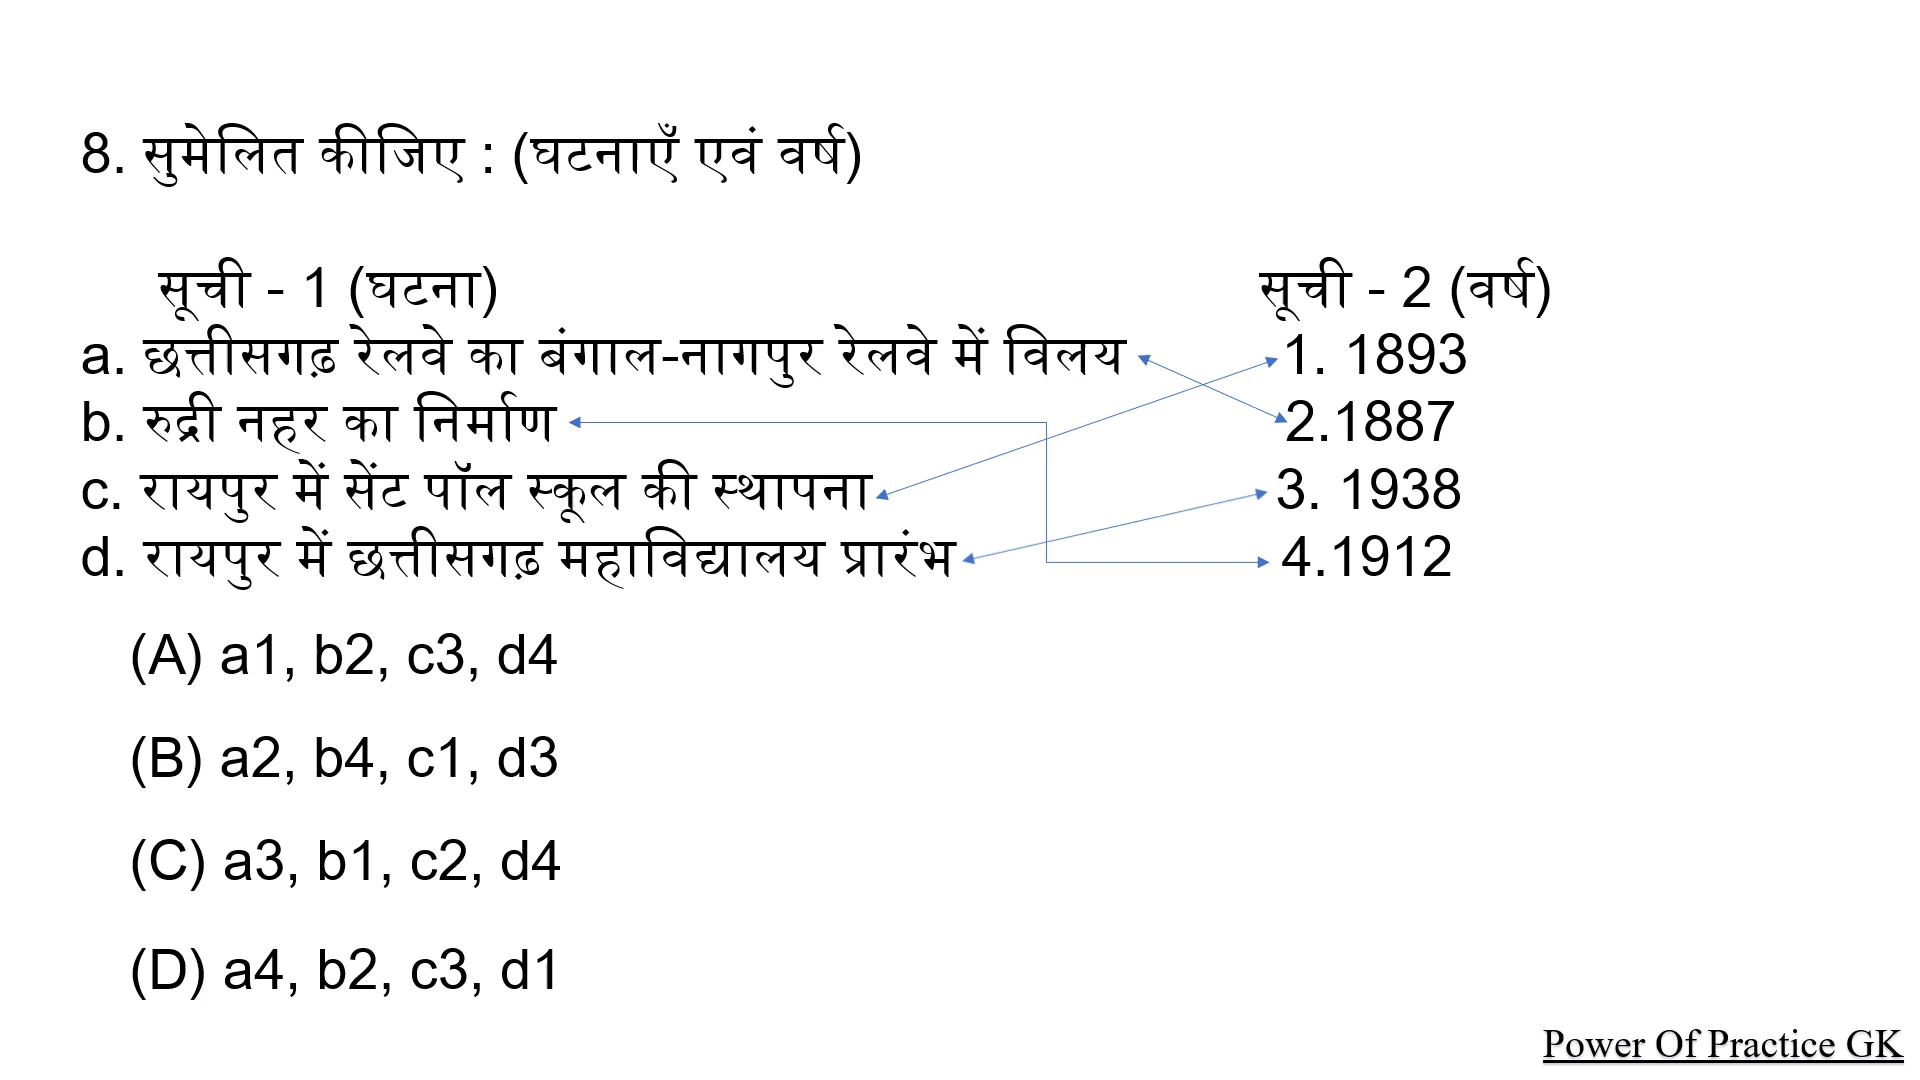 8. सुमेलित कीजिए : (घटनाएँ एवं वर्ष)
सूची - 1 (घटना) सूची - 2 (वर्ष)
a. छत्तीसगढ़ रेलवे का बंगाल-नागपुर रेलवे में विलय 1. 1893
b. रुद्री नहर का निर्माण 2.1887
c. रायपुर में सेंट पॉल स्कूल की स्थापना 3. 1938
d. रायपुर में छत्तीसगढ़ महाविद्यालय प्रारंभ 4.1912
(A) a1, b2, c3, d4
(B) a2, b4, c1, d3
(C) a3, b1, c2, d4
(D) a4, b2, c3, d1
Power Of Practice GK